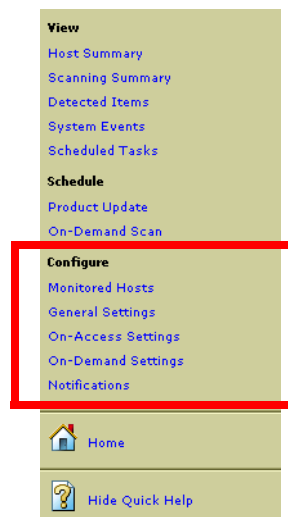 View
Host Summary
Scanning Summary
Detected Items
System Events
Scheduled Tasks
Schedule
Product Update
On-Demand Scan
Configure
Monitored Hosts
General Settings
On-Access Settings
On-Demand Settings
Notifications
Home
Hide Quick Help